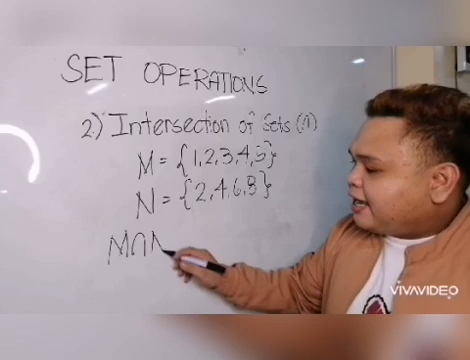 SET OPERATIONS
2.) Intersection of Sets (∩)
M = {1,2,3,4,5}
N = {2,4,6,8}
M∩N
VIVAVIDEO